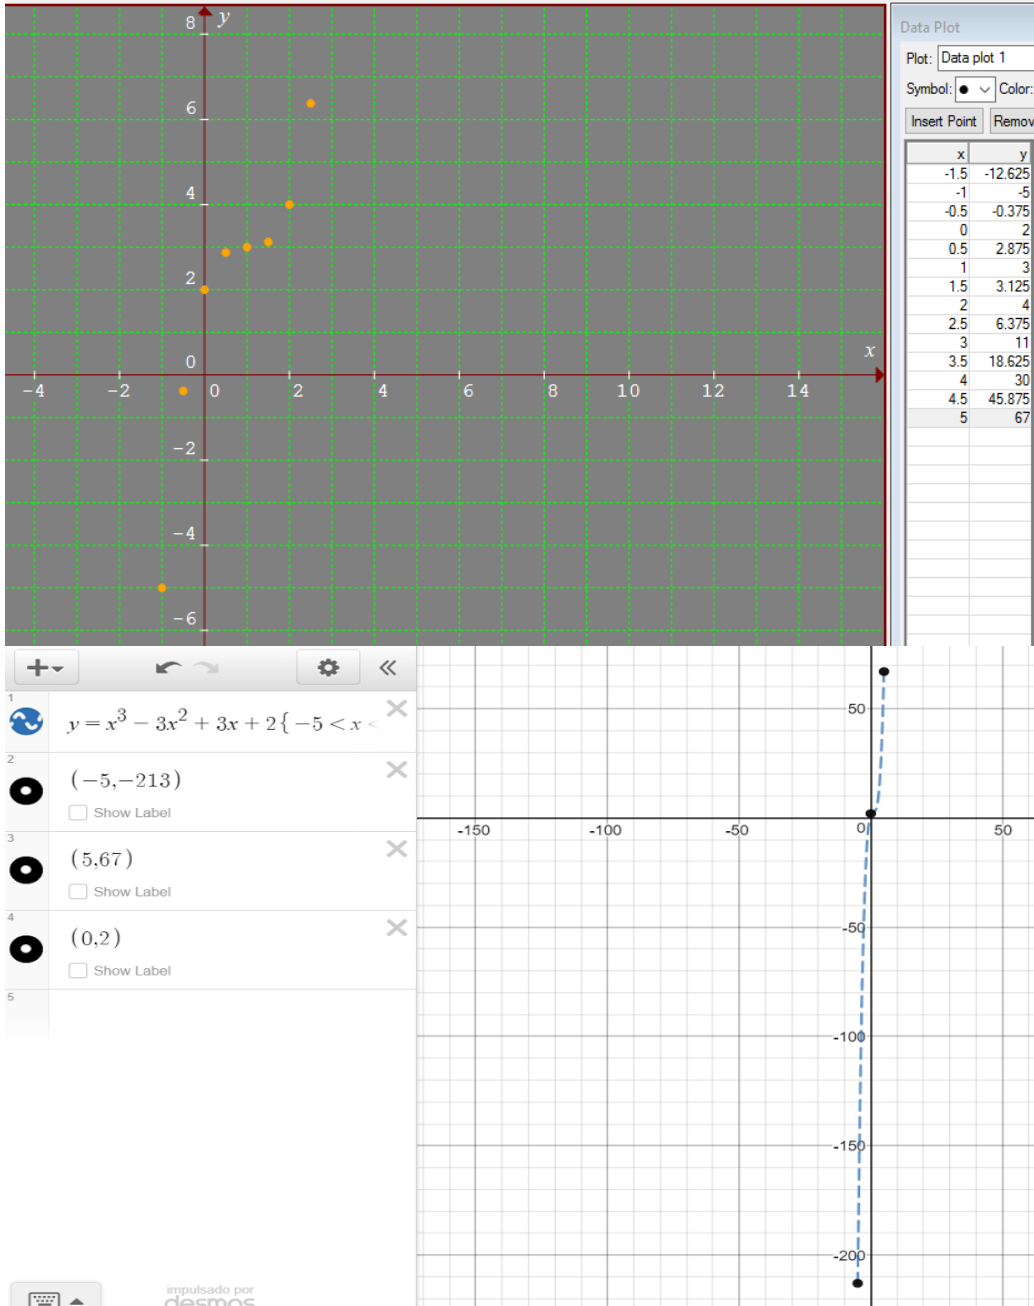 8 y
6
4
2
0
x
-4 -2 0 2 4 6 8 10 12 14
-2
-4
-6
Data Plot
Plot: Data plot 1
Symbol: Color:
Insert Point Remov
x y
-1.5 -12.625
-1 -5
-0.5 -0.375
0 2
0.5 2.875
1 3
1.5 3.125
2 4
2.5 6.375
3 11
3.5 18.625
4 30
4.5 45.875
5 67
1
y = x³ − 3x² + 3x + 2 { −5 < x <
2
(−5,−213)
Show Label
3
(5,67)
Show Label
4
(0,2)
Show Label
5
impulsado por
desmos
50
-150 -100 -50 0 50
-50
-100
-150
-200